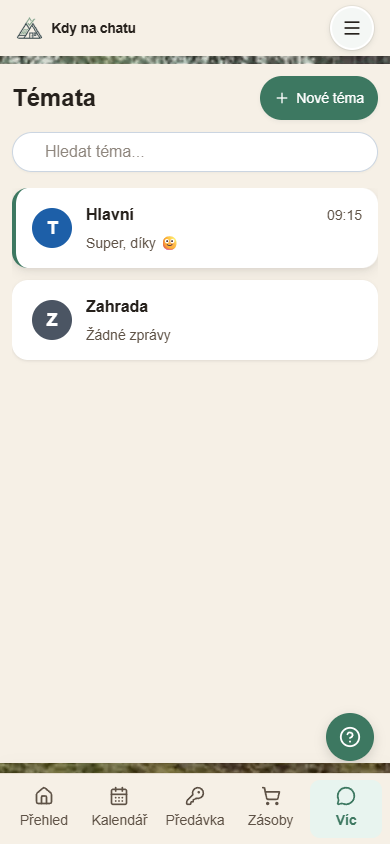 Kdy na chatu
Témata
+ Nové téma
Hledat téma...
T
Hlavní
09:15
Super, díky 🙂
Z
Zahrada
Žádné zprávy
Přehled
Kalendář
Předávka
Zásoby
Víc